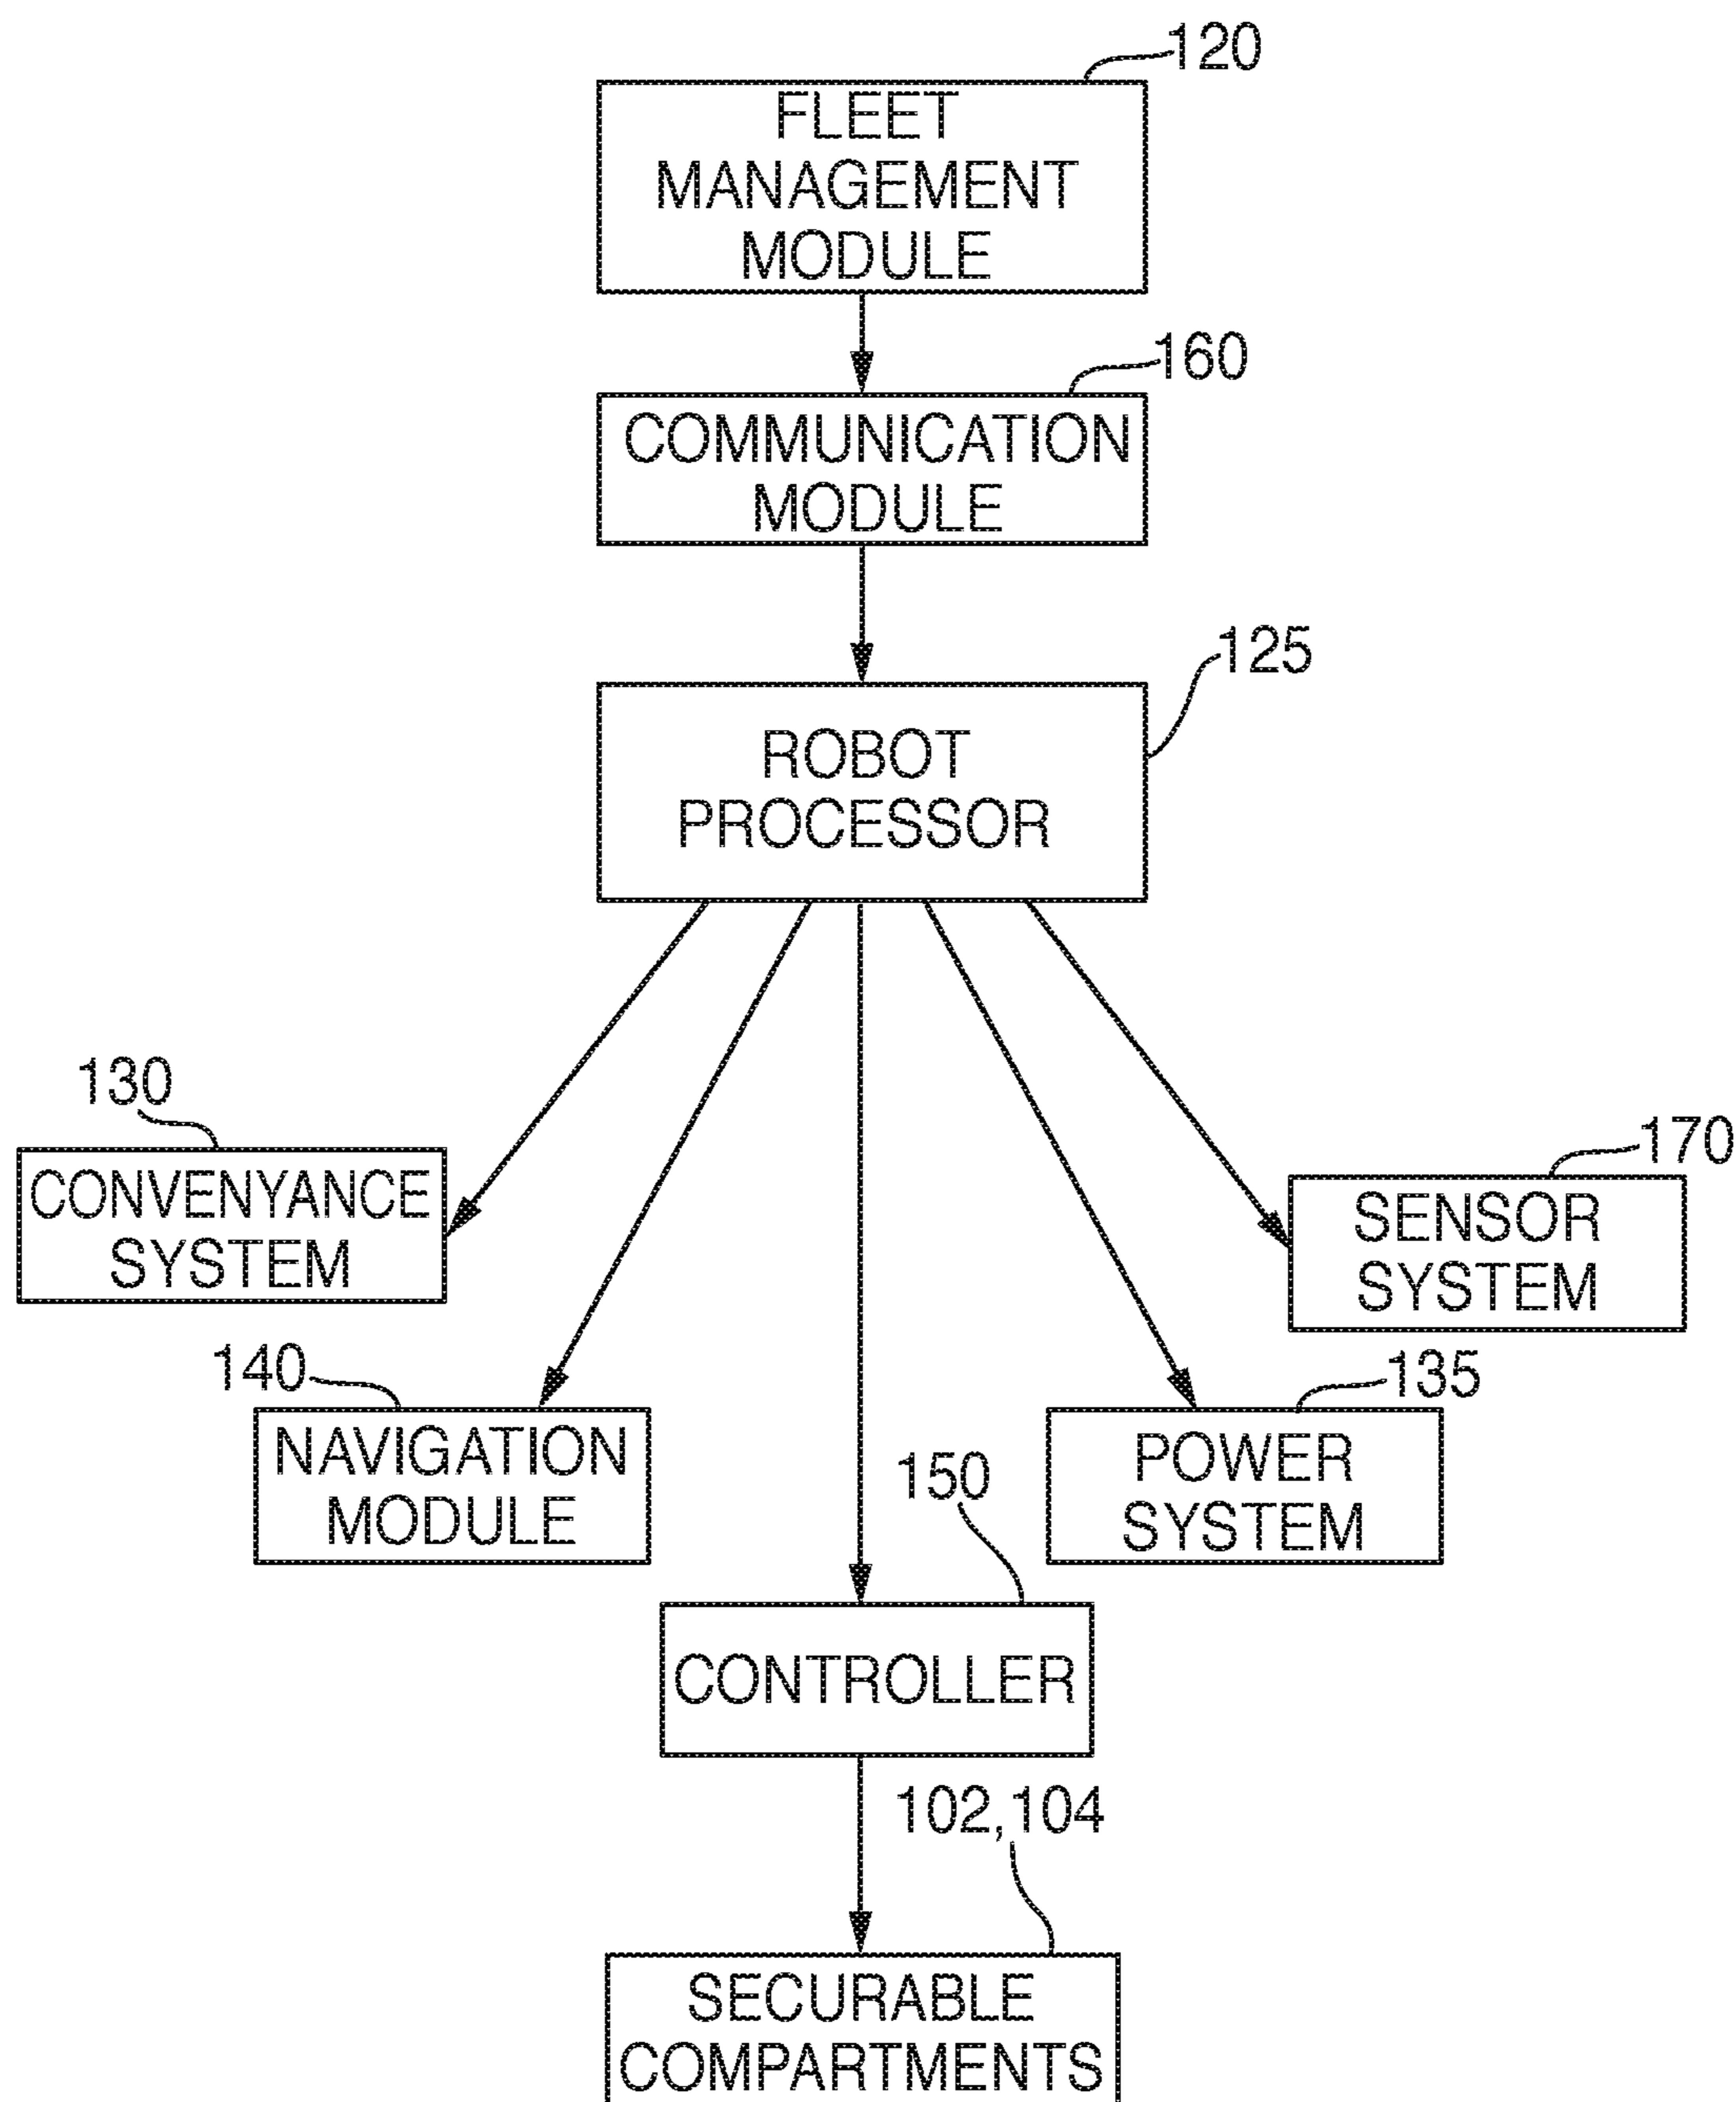 120
FLEET
MANAGEMENT
MODULE
160
COMMUNICATION
MODULE
125
ROBOT
PROCESSOR
130
CONVENYANCE
SYSTEM
170
SENSOR
SYSTEM
140
NAVIGATION
MODULE
135
POWER
SYSTEM
150
CONTROLLER
102,104
SECURABLE
COMPARTMENTS